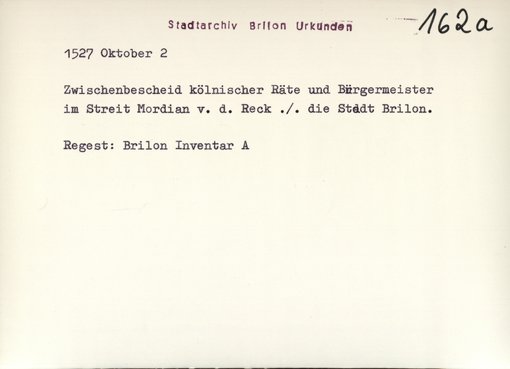 Stadtarchiv Brilon Urkunden
162a
1527 Oktober 2
Zwischenbescheid kölnischer Räte und Bürgermeister
im Streit Mordian v. d. Reck ./. die Stadt Brilon.
Regest: Brilon Inventar A